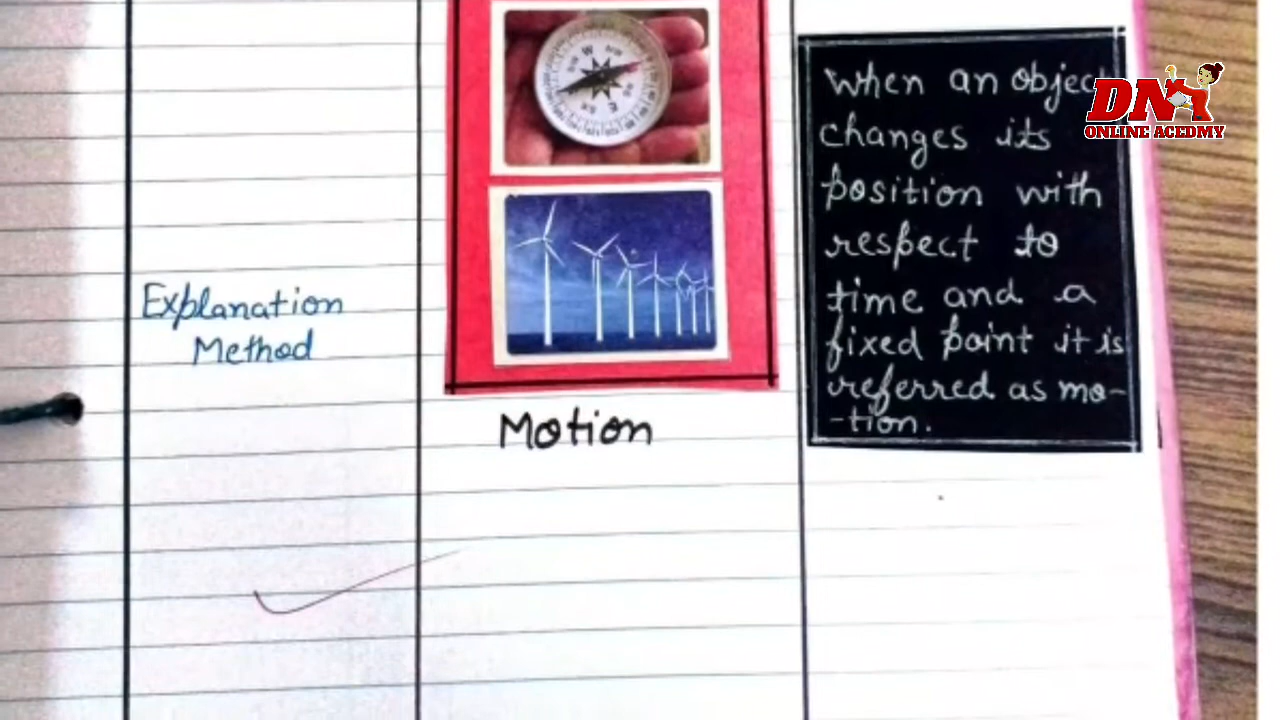 Explanation
Method
Motion
When an object
changes its
position with
respect to
time and a
fixed point it is
referred as mo-
-tion.
DNY
ONLINE ACEDMY